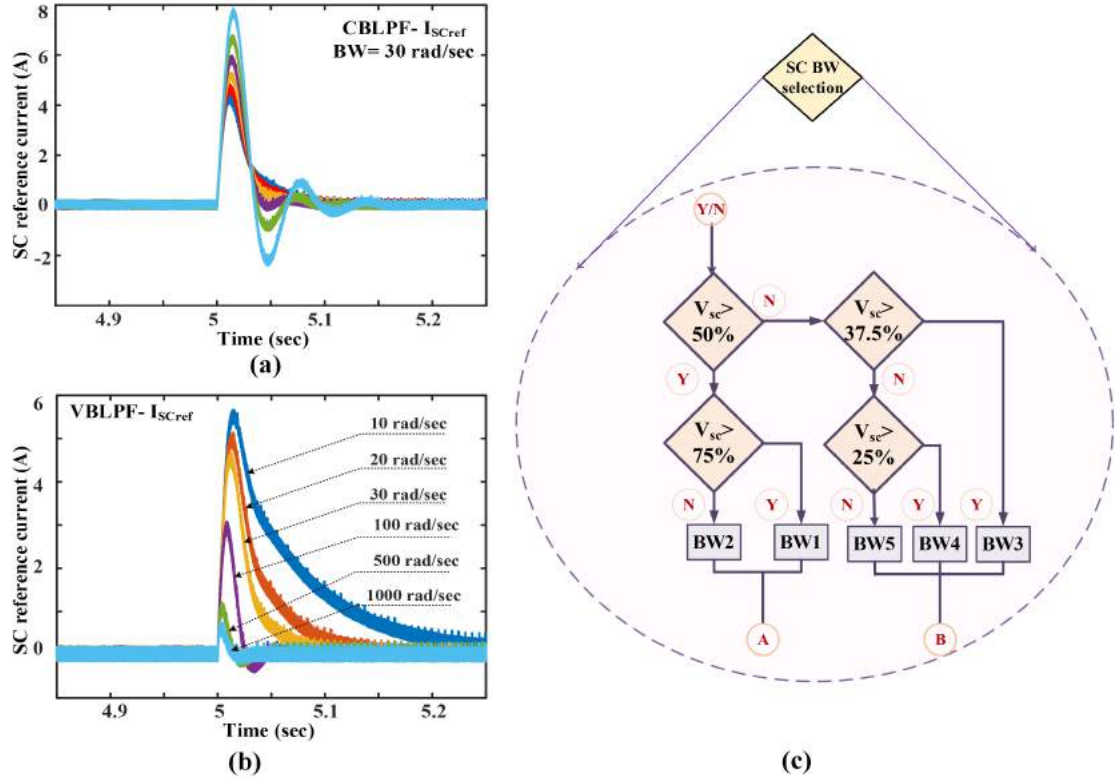 8
6
4
2
0
-2
SC reference current (A)
CBLPF- I_SCref
BW= 30 rad/sec
4.9
5
5.1
5.2
Time (sec)
(a)
6
4
2
0
SC reference current (A)
VBLPF- I_SCref
10 rad/sec
20 rad/sec
30 rad/sec
100 rad/sec
500 rad/sec
1000 rad/sec
4.9
5
5.1
5.2
Time (sec)
(b)
SC BW
selection
Y/N
V_sc>
50%
N
V_sc>
37.5%
Y
N
V_sc>
75%
V_sc>
25%
N
Y
N
Y
Y
BW2
BW1
BW5
BW4
BW3
A
B
(c)